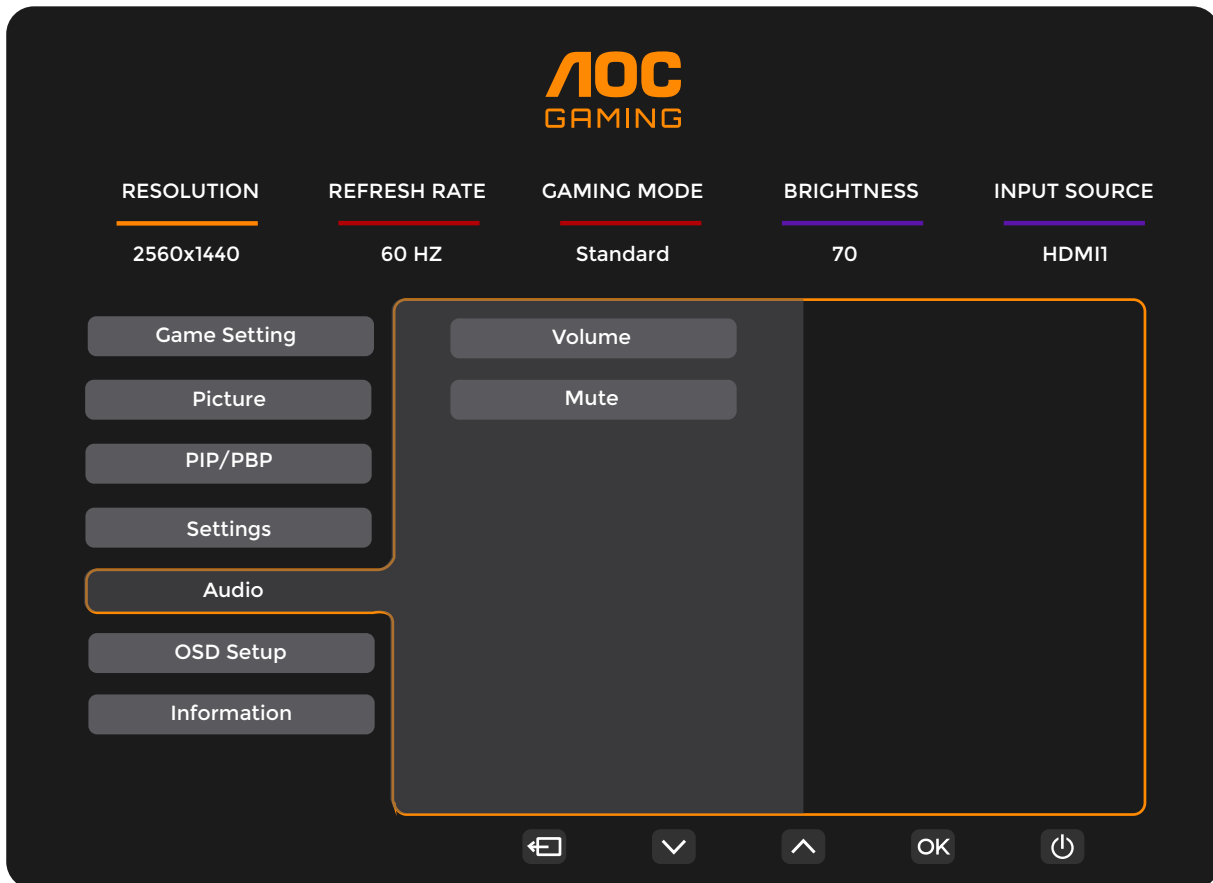 AOC
GAMING
RESOLUTION REFRESH RATE GAMING MODE BRIGHTNESS INPUT SOURCE
2560x1440 60 HZ Standard 70 HDMI1
Game Setting Volume
Picture Mute
PIP/PBP
Settings
Audio
OSD Setup
Information
OK